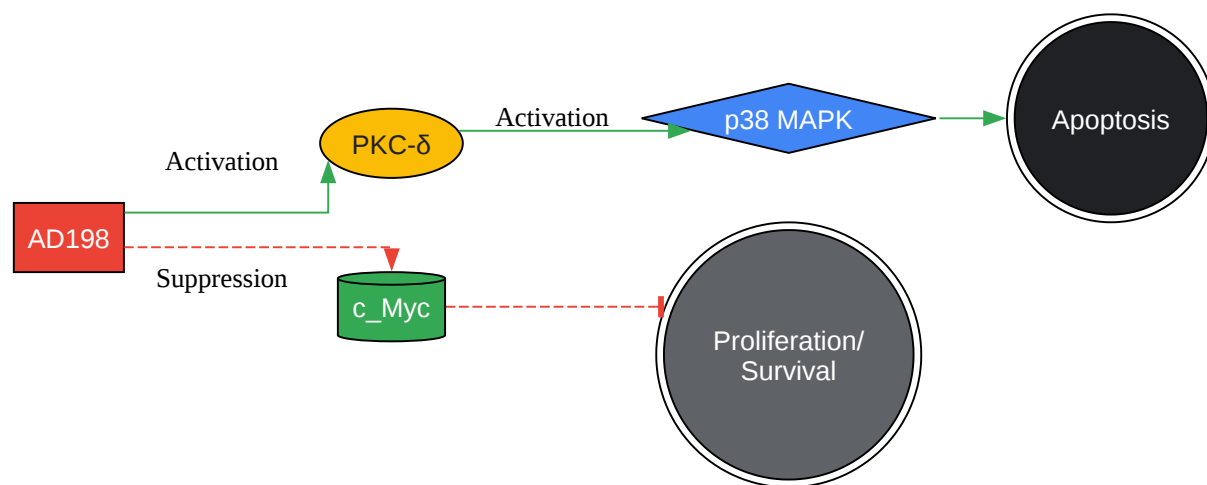 Activation
PKC-δ
Activation
p38 MAPK
Apoptosis
AD198
Suppression
c_Myc
Proliferation/
Survival